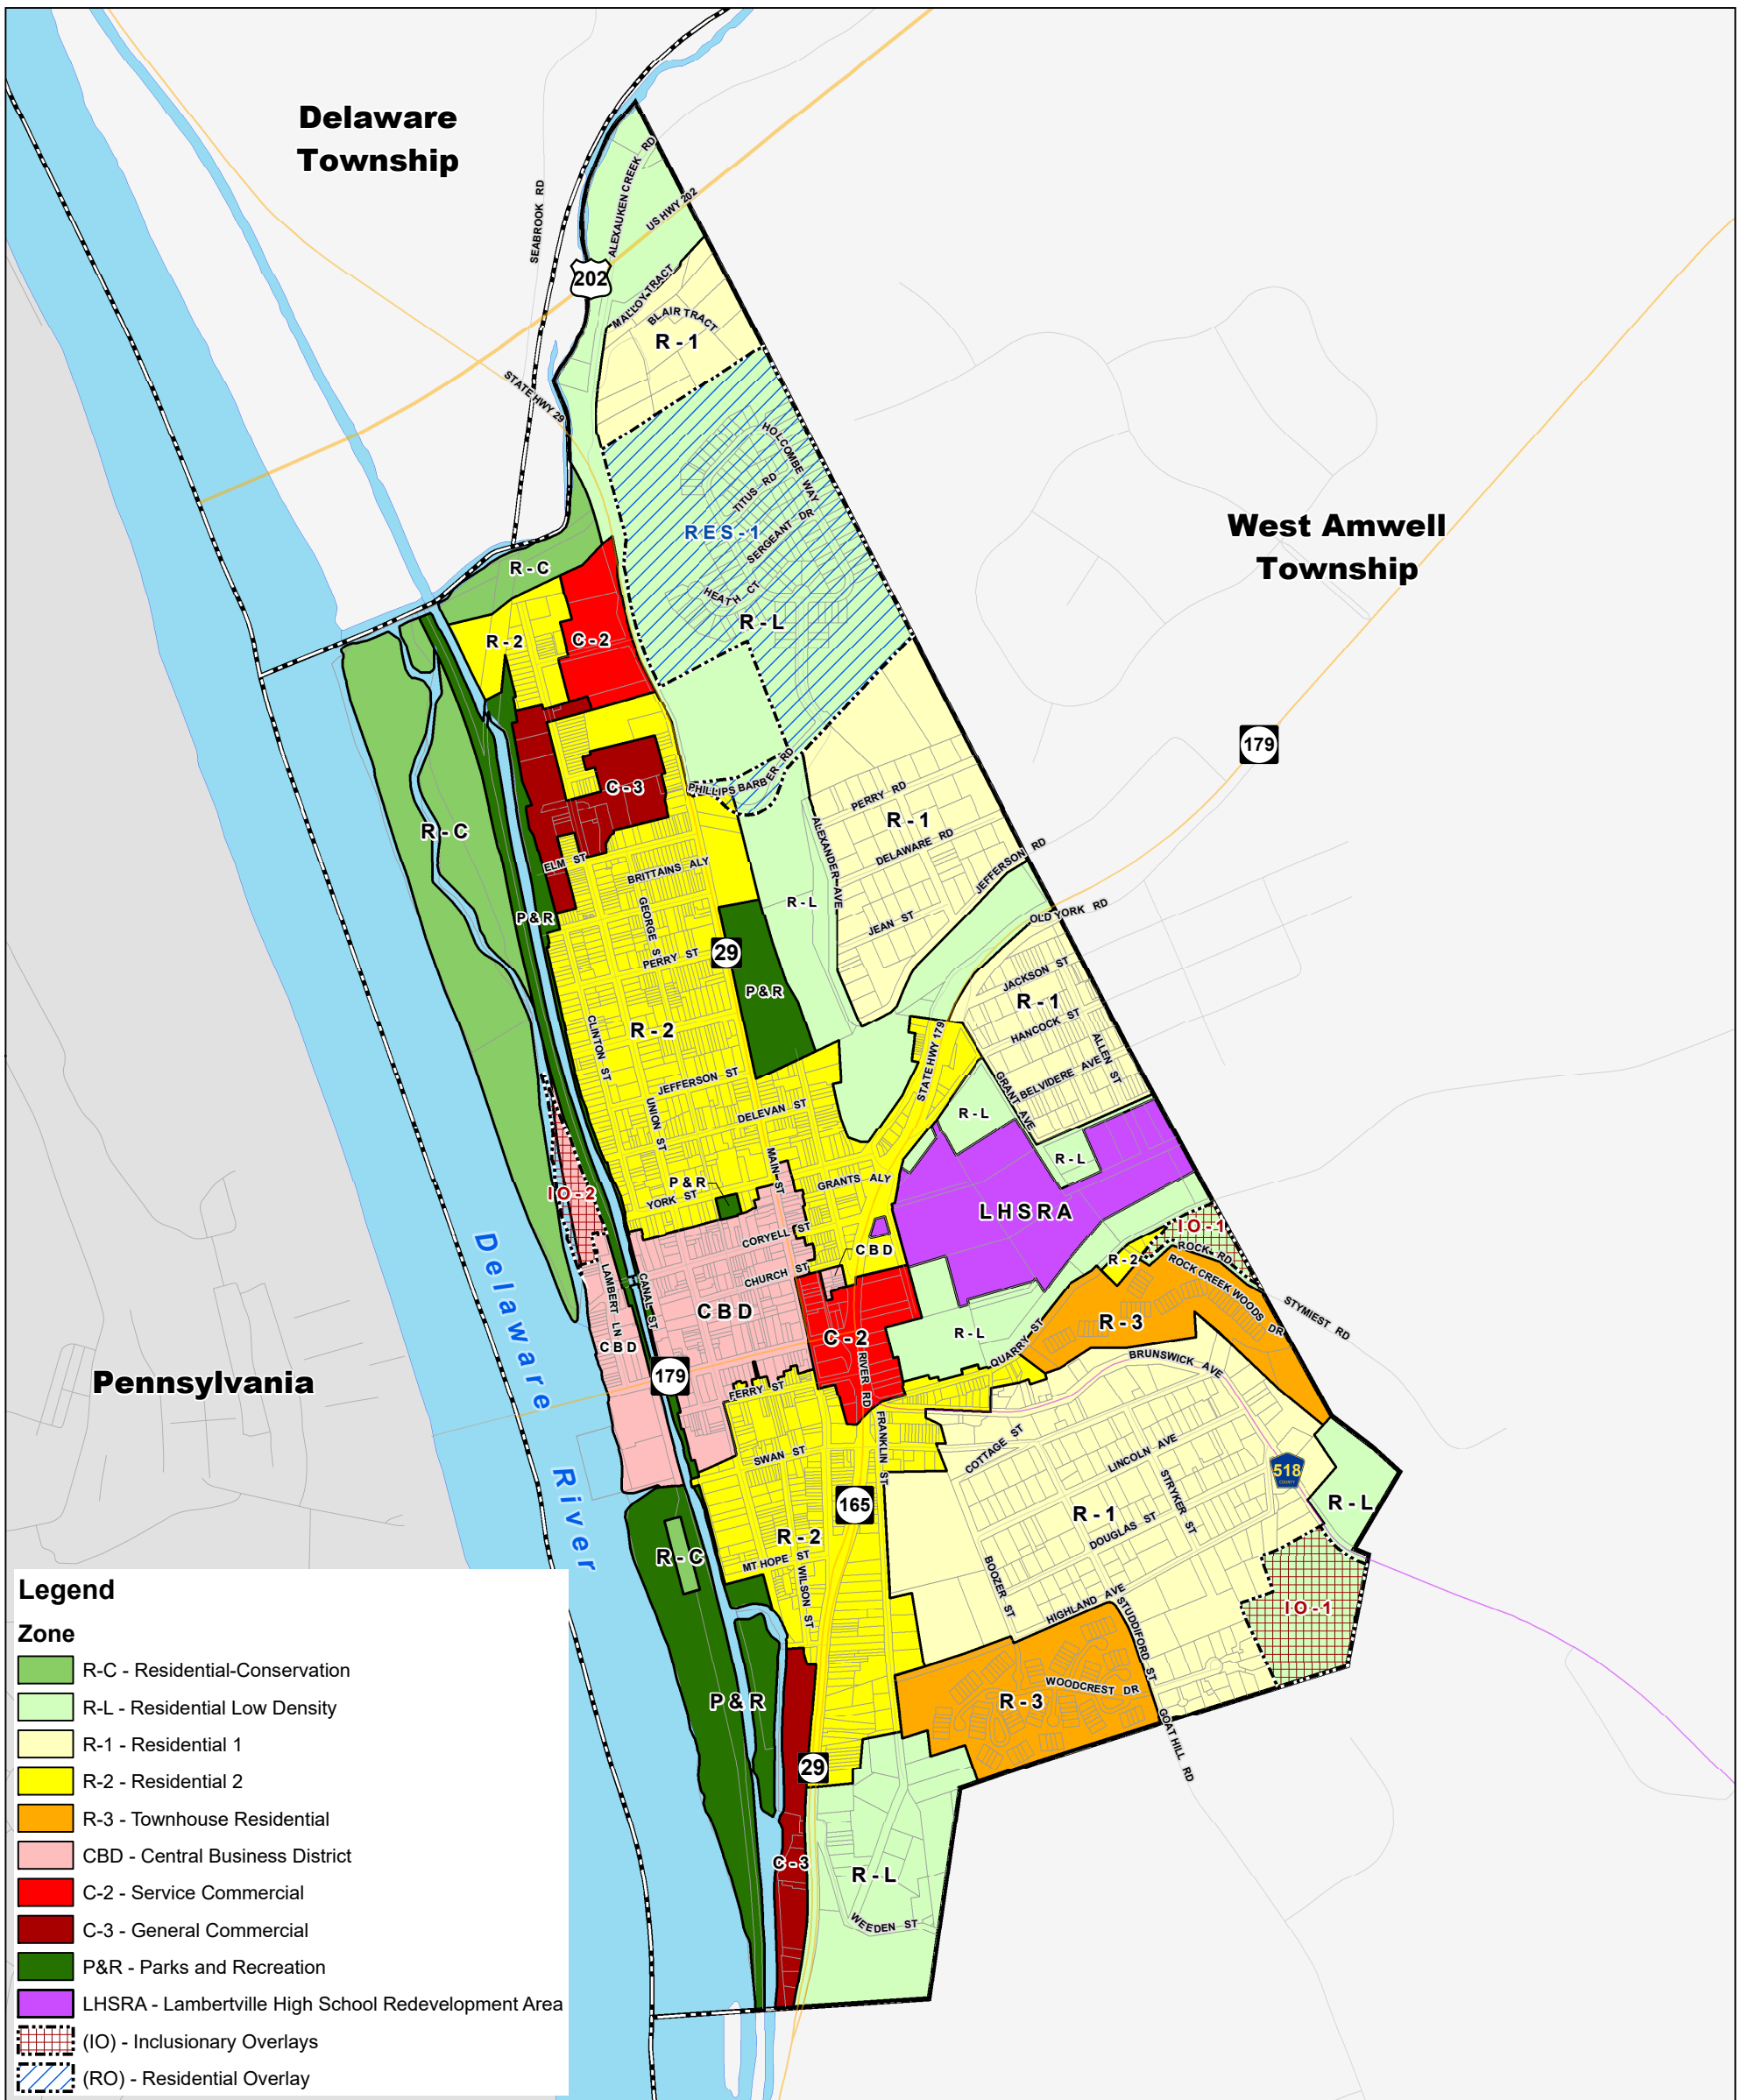 Delaware
Township
SEABROOK RD
ALEXAUKEN CREEK RD
US HWY 202
202
MALLOY TRACT
BLAIR TRACT
R - 1
STATE HWY 29
HOLCOMBE WAY
TITUS RD
SERGEANT DR
RES - 1
HEATH CT
R - L
West Amwell
Township
R - C
R - 2
C - 2
179
PHILLIPS BARBER RD
C - 3
PERRY RD
R - 1
R - C
ALEXANDER AVE
DELAWARE RD
JEFFERSON RD
ELM ST
BRITTAINS ALY
R - L
OLD YORK RD
P & R
GEORGE S
JEAN ST
29
PERRY ST
P & R
JACKSON ST
R - 1
HANCOCK ST
R - 2
CLINTON ST
STATE HWY 179
ALLEN ST
BELVIDERE AVE
GRANT AVE
JEFFERSON ST
UNION ST
DELEVAN ST
R - L
R - L
MAIN ST
P & R
GRANTS ALY
IO - 2
YORK ST
LHSRA
IO - 1
CORYELL ST
ROCK RD
CBD
R - 2
ROCK CREEK WOODS DR
CHURCH ST
LAMBERT LN
CANAL ST
CBD
C - 2
R - L
R - 3
STYMIEST RD
CBD
QUARRY ST
RIVER RD
BRUNSWICK AVE
Pennsylvania
179
FERRY ST
Delaware
River
FRANKLIN ST
SWAN ST
COTTAGE ST
LINCOLN AVE
STRYKER ST
518
COUNTY
165
R - 1
R - L
DOUGLAS ST
R - 2
R - C
MT HOPE ST
WILSON ST
BOOZER ST
HIGHLAND AVE
STUDDIFORD ST
IO - 1
P & R
WOODCREST DR
R - 3
GOAT HILL RD
29
C - 3
R - L
WEEDEN ST
Legend
Zone
R-C - Residential-Conservation
R-L - Residential Low Density
R-1 - Residential 1
R-2 - Residential 2
R-3 - Townhouse Residential
CBD - Central Business District
C-2 - Service Commercial
C-3 - General Commercial
P&R - Parks and Recreation
LHSRA - Lambertville High School Redevelopment Area
(IO) - Inclusionary Overlays
(RO) - Residential Overlay